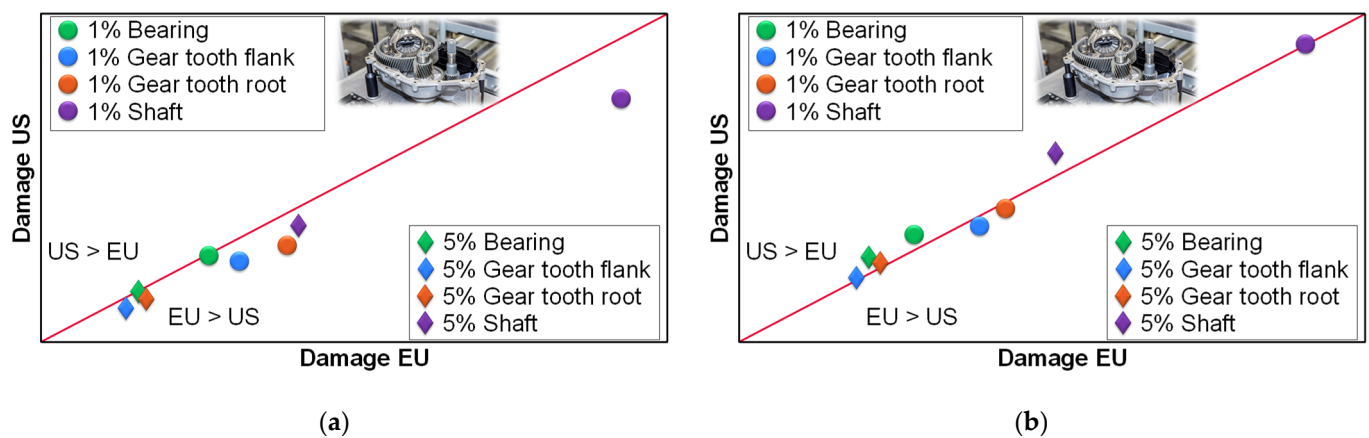 1% Bearing
1% Gear tooth flank
1% Gear tooth root
1% Shaft
Damage US
US > EU
EU > US
5% Bearing
5% Gear tooth flank
5% Gear tooth root
5% Shaft
Damage EU
(a)
1% Bearing
1% Gear tooth flank
1% Gear tooth root
1% Shaft
Damage US
US > EU
EU > US
5% Bearing
5% Gear tooth flank
5% Gear tooth root
5% Shaft
Damage EU
(b)